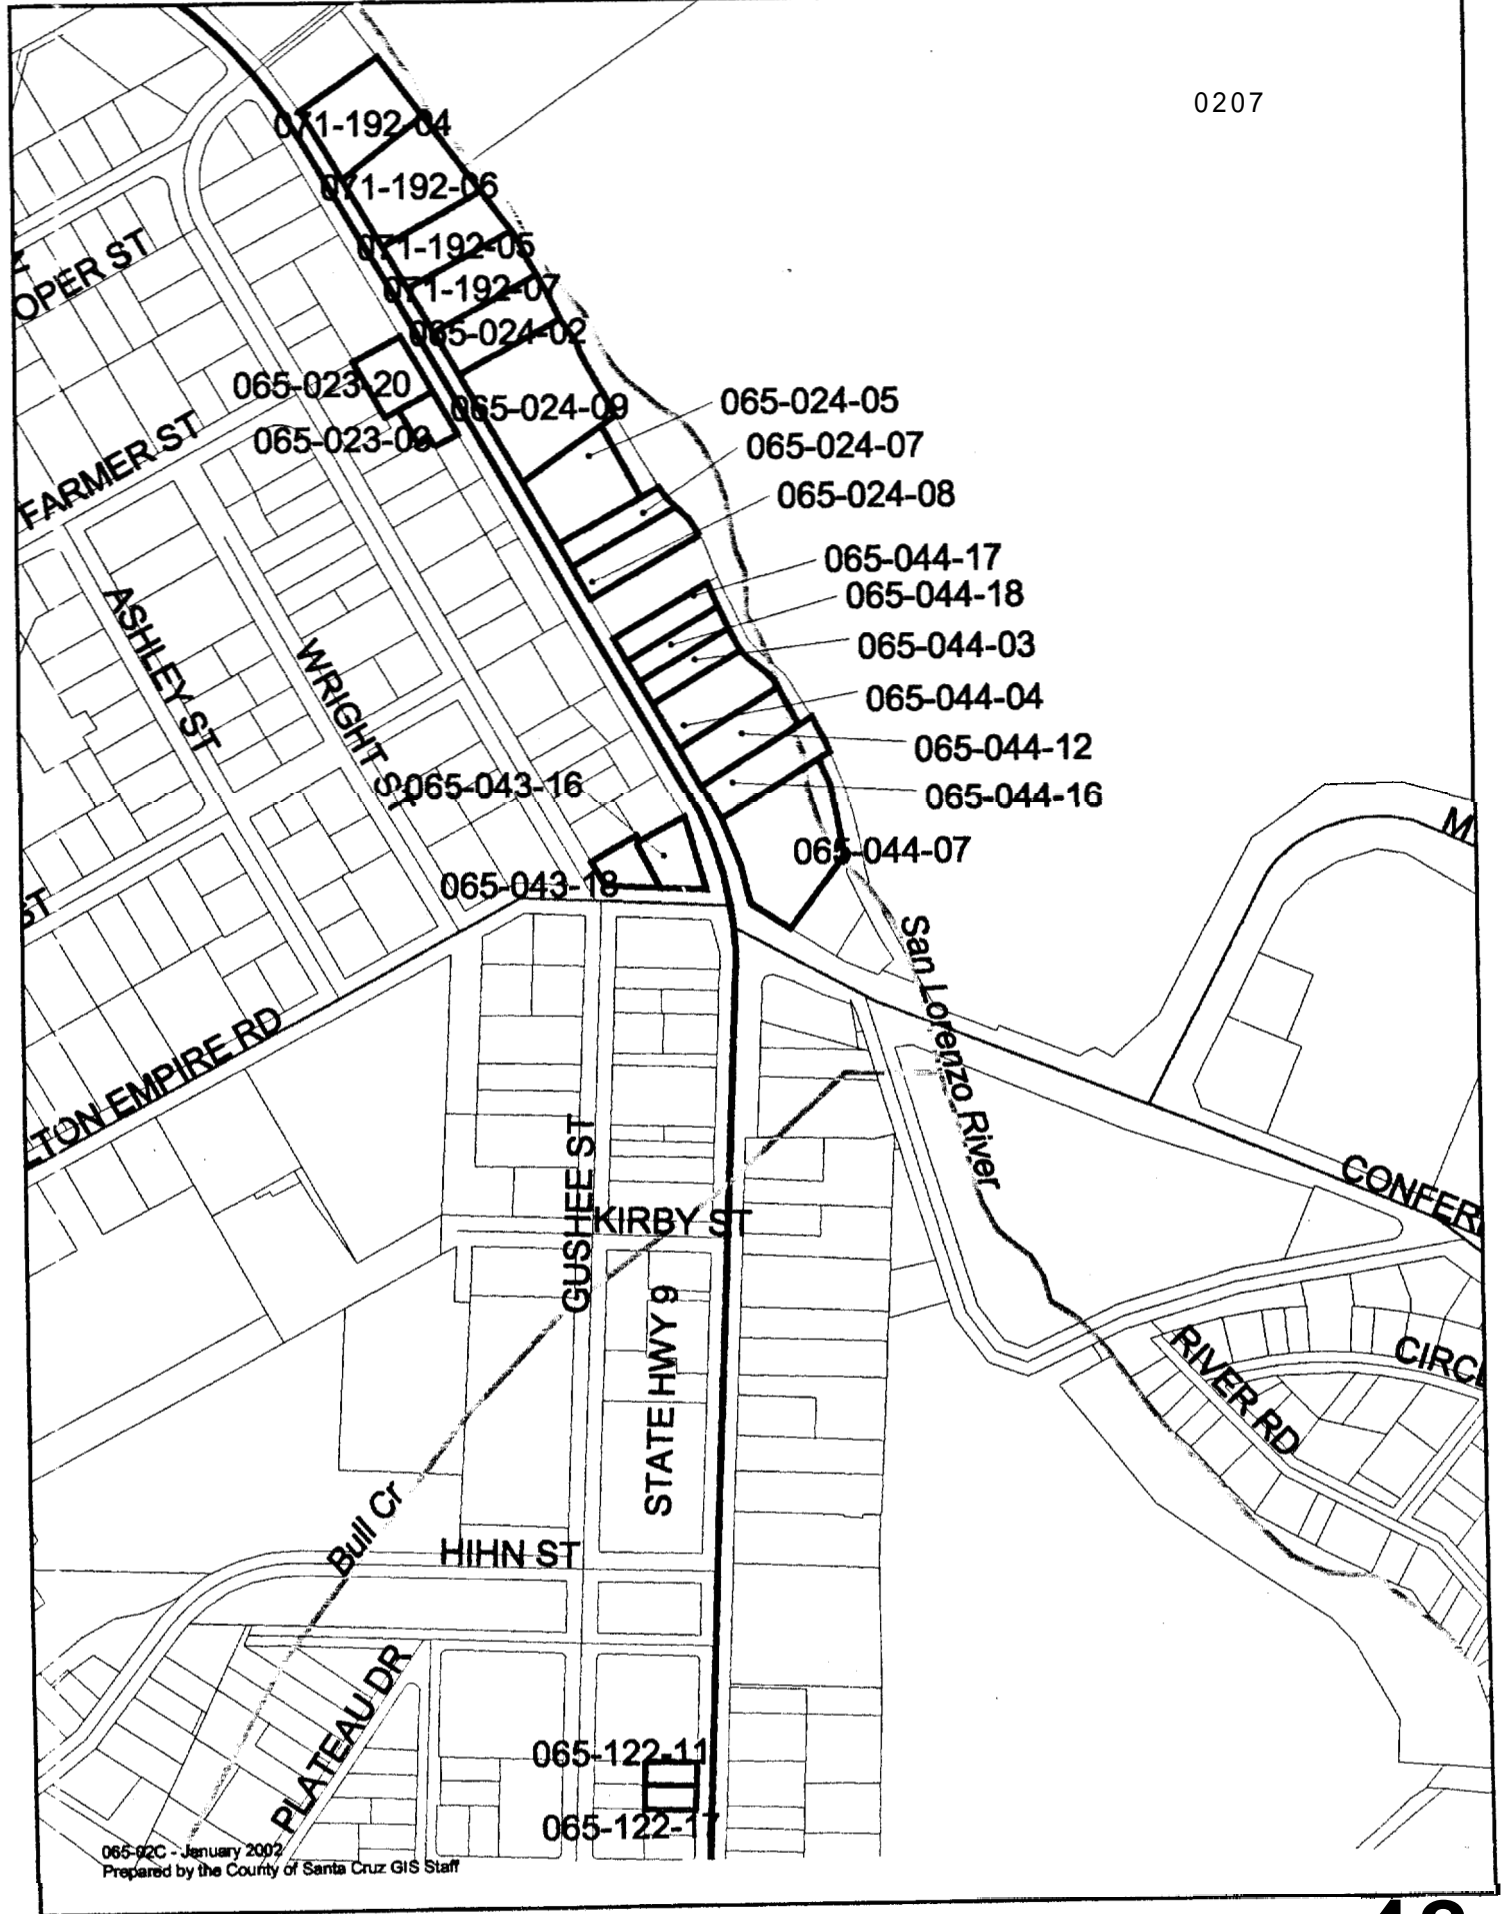 0207
071-192-04
071-192-06
071-192-05
071-192-07
065-024-02
OPER ST
065-023-20
065-024-09
065-024-05
065-023-03
065-024-07
FARMER ST
065-024-08
065-044-17
065-044-18
ASHLEY ST
WRIGHT ST
065-044-03
065-044-04
065-044-12
065-043-16
065-044-16
M
065-044-07
065-043-18
ST
San Lorenzo River
LTON EMPIRE RD
GUSHEE ST
CONFER
KIRBY ST
STATE HWY 9
RIVER RD
CIRCL
Bull Cr
HIHN ST
PLATEAU DR
065-122-11
065-122-17
065-02C - January 2002
Prepared by the County of Santa Cruz GIS Staff